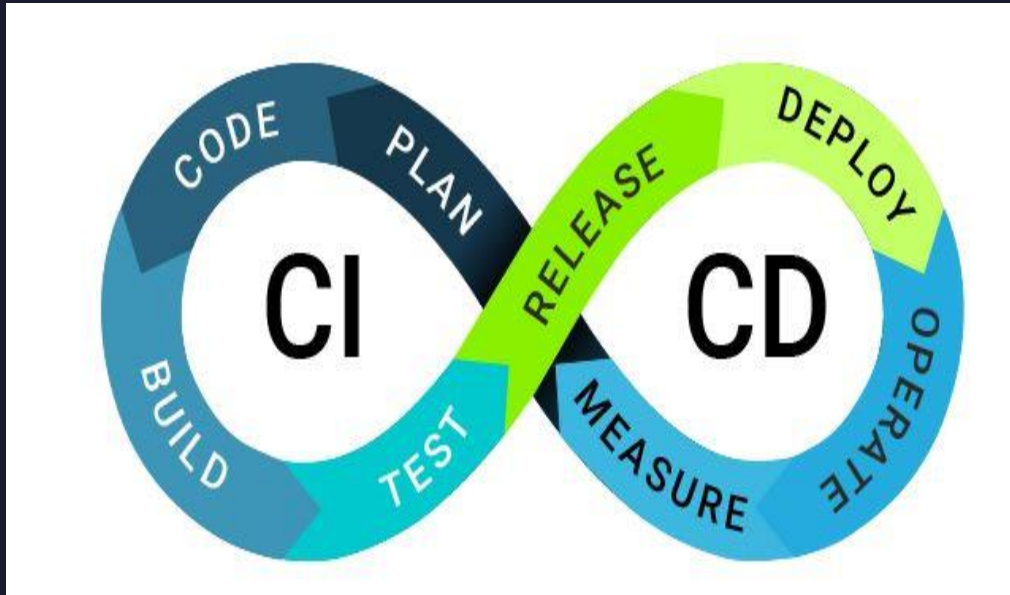 CODE
PLAN
RELEASE
DEPLOY
CI
CD
BUILD
TEST
MEASURE
OPERATE